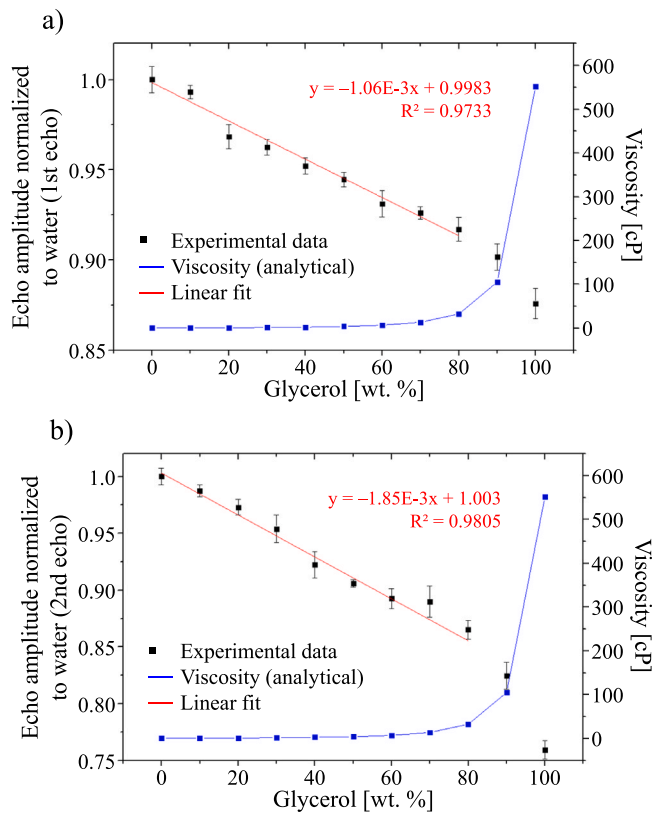 a)
Echo amplitude normalized
to water (1st echo)
1.0
0.95
0.90
0.85
y = –1.06E-3x + 0.9983
R² = 0.9733
Experimental data
Viscosity (analytical)
Linear fit
600
500
400
300
200
100
0
Viscosity [cP]
0 20 40 60 80 100
Glycerol [wt. %]
b)
Echo amplitude normalized
to water (2nd echo)
1.0
0.95
0.90
0.85
0.80
0.75
y = –1.85E-3x + 1.003
R² = 0.9805
Experimental data
Viscosity (analytical)
Linear fit
600
500
400
300
200
100
0
Viscosity [cP]
0 20 40 60 80 100
Glycerol [wt. %]